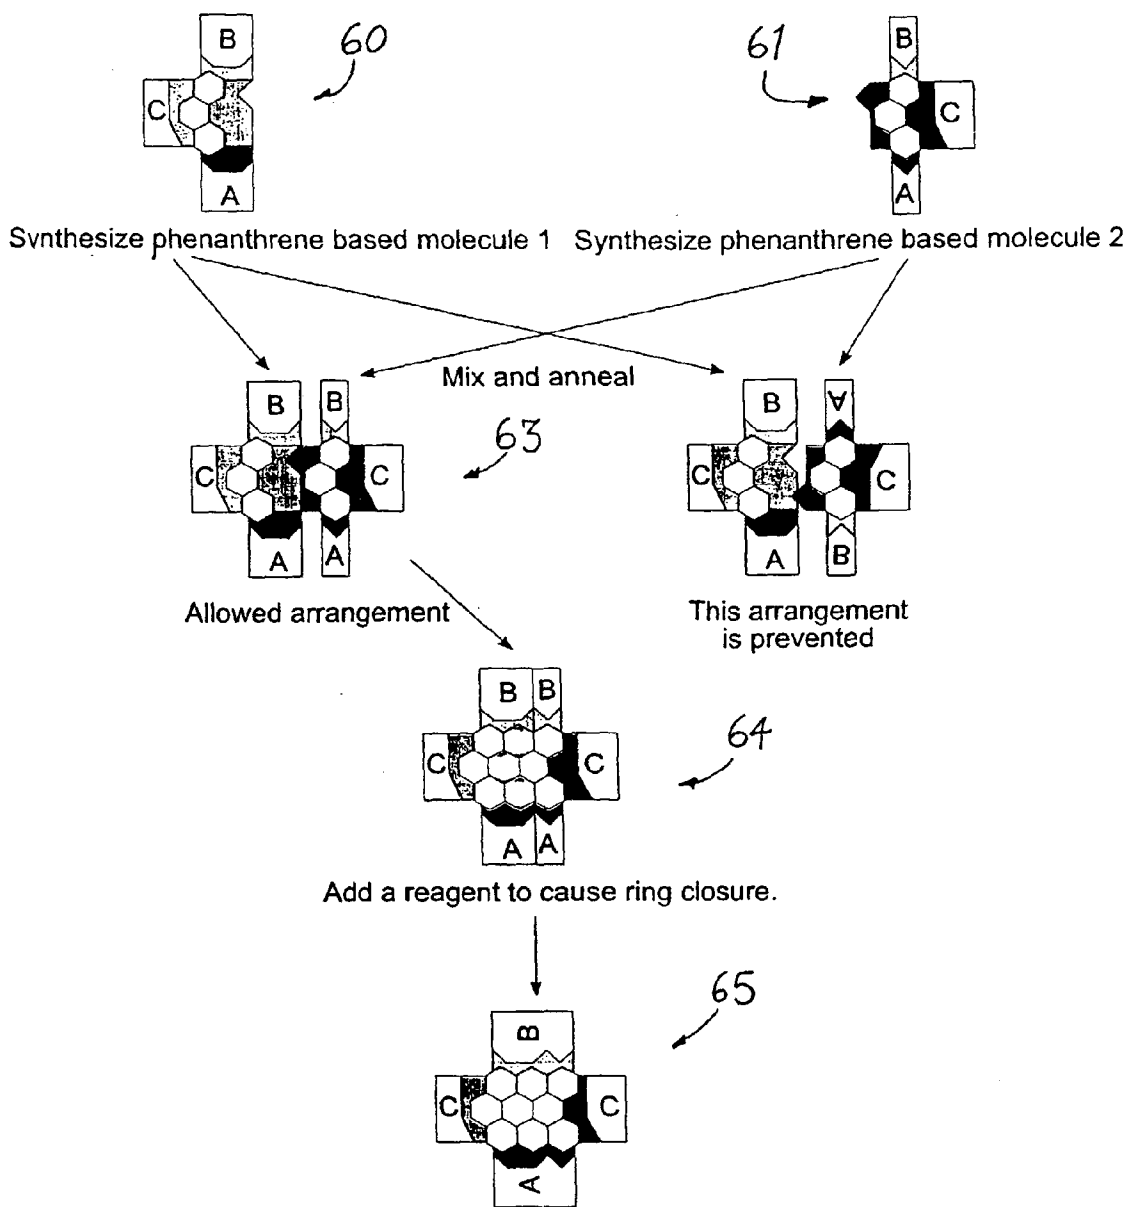 B
60
C
A
61
B
C
A
Svnthesize phenanthrene based molecule 1
Synthesize phenanthrene based molecule 2
Mix and anneal
B B
C C
A A
63
B A
C C
A B
Allowed arrangement
This arrangement
is prevented
B B
C C
A A
64
Add a reagent to cause ring closure.
65
B
C C
A